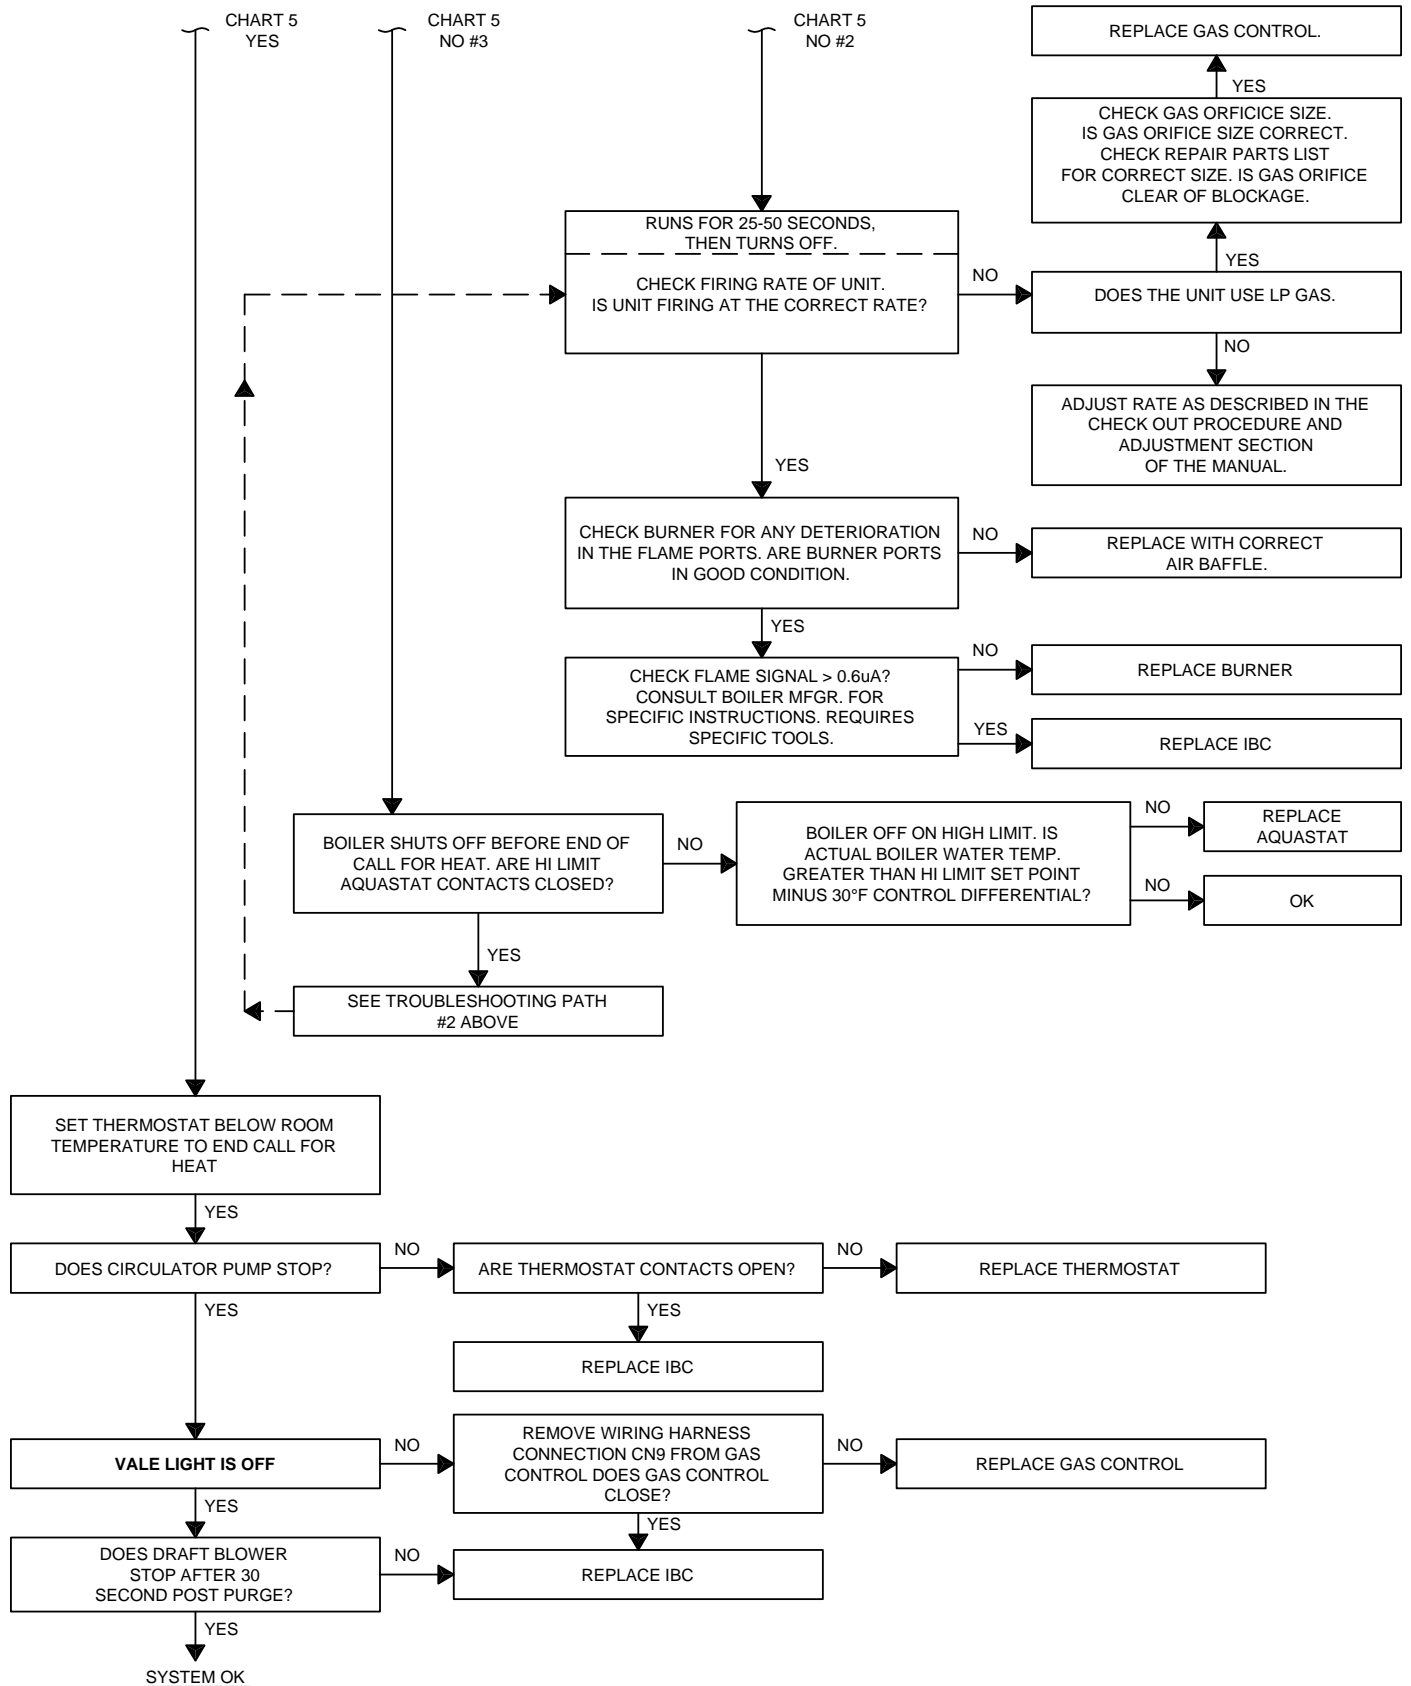 CHART 5
YES
CHART 5
NO #3
CHART 5
NO #2
REPLACE GAS CONTROL.
YES
CHECK GAS ORFICICE SIZE.
IS GAS ORIFICE SIZE CORRECT.
CHECK REPAIR PARTS LIST
FOR CORRECT SIZE. IS GAS ORIFICE
CLEAR OF BLOCKAGE.
YES
RUNS FOR 25-50 SECONDS,
THEN TURNS OFF.
CHECK FIRING RATE OF UNIT.
IS UNIT FIRING AT THE CORRECT RATE?
NO
DOES THE UNIT USE LP GAS.
NO
ADJUST RATE AS DESCRIBED IN THE
CHECK OUT PROCEDURE AND
ADJUSTMENT SECTION
OF THE MANUAL.
YES
CHECK BURNER FOR ANY DETERIORATION
IN THE FLAME PORTS. ARE BURNER PORTS
IN GOOD CONDITION.
NO
REPLACE WITH CORRECT
AIR BAFFLE.
YES
CHECK FLAME SIGNAL > 0.6uA?
CONSULT BOILER MFGR. FOR
SPECIFIC INSTRUCTIONS. REQUIRES
SPECIFIC TOOLS.
NO
REPLACE BURNER
YES
REPLACE IBC
BOILER SHUTS OFF BEFORE END OF
CALL FOR HEAT. ARE HI LIMIT
AQUASTAT CONTACTS CLOSED?
NO
BOILER OFF ON HIGH LIMIT. IS
ACTUAL BOILER WATER TEMP.
GREATER THAN HI LIMIT SET POINT
MINUS 30°F CONTROL DIFFERENTIAL?
NO
REPLACE
AQUASTAT
NO
OK
YES
SEE TROUBLESHOOTING PATH
#2 ABOVE
SET THERMOSTAT BELOW ROOM
TEMPERATURE TO END CALL FOR
HEAT
YES
DOES CIRCULATOR PUMP STOP?
NO
ARE THERMOSTAT CONTACTS OPEN?
NO
REPLACE THERMOSTAT
YES
YES
REPLACE IBC
VALE LIGHT IS OFF
NO
REMOVE WIRING HARNESS
CONNECTION CN9 FROM GAS
CONTROL DOES GAS CONTROL
CLOSE?
NO
REPLACE GAS CONTROL
YES
YES
DOES DRAFT BLOWER
STOP AFTER 30
SECOND POST PURGE?
NO
REPLACE IBC
YES
SYSTEM OK